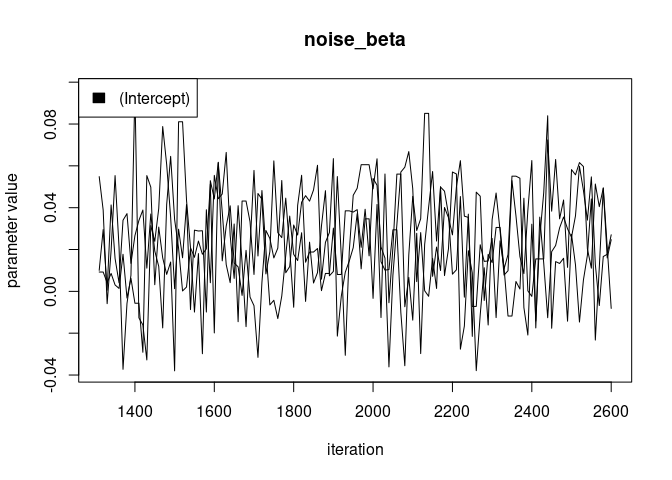 noise_beta
(Intercept)
parameter value
0.08
0.04
0.00
-0.04
1400 1600 1800 2000 2200 2400 2600
iteration